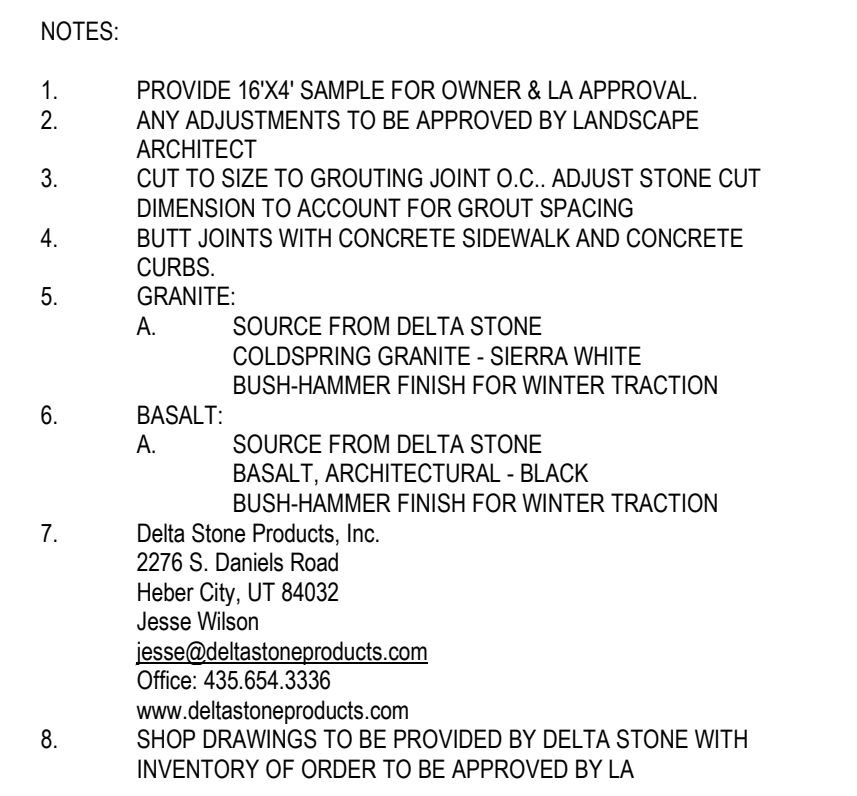 NOTES:
1. PROVIDE 16'X4' SAMPLE FOR OWNER & LA APPROVAL.
2. ANY ADJUSTMENTS TO BE APPROVED BY LANDSCAPE
ARCHITECT
3. CUT TO SIZE TO GROUTING JOINT O.C.. ADJUST STONE CUT
DIMENSION TO ACCOUNT FOR GROUT SPACING
4. BUTT JOINTS WITH CONCRETE SIDEWALK AND CONCRETE
CURBS.
5. GRANITE:
A. SOURCE FROM DELTA STONE
COLDSPRING GRANITE - SIERRA WHITE
BUSH-HAMMER FINISH FOR WINTER TRACTION
6. BASALT:
A. SOURCE FROM DELTA STONE
BASALT, ARCHITECTURAL - BLACK
BUSH-HAMMER FINISH FOR WINTER TRACTION
7. Delta Stone Products, Inc.
2276 S. Daniels Road
Heber City, UT 84032
Jesse Wilson
jesse@deltastoneproducts.com
Office: 435.654.3336
www.deltastoneproducts.com
8. SHOP DRAWINGS TO BE PROVIDED BY DELTA STONE WITH
INVENTORY OF ORDER TO BE APPROVED BY LA